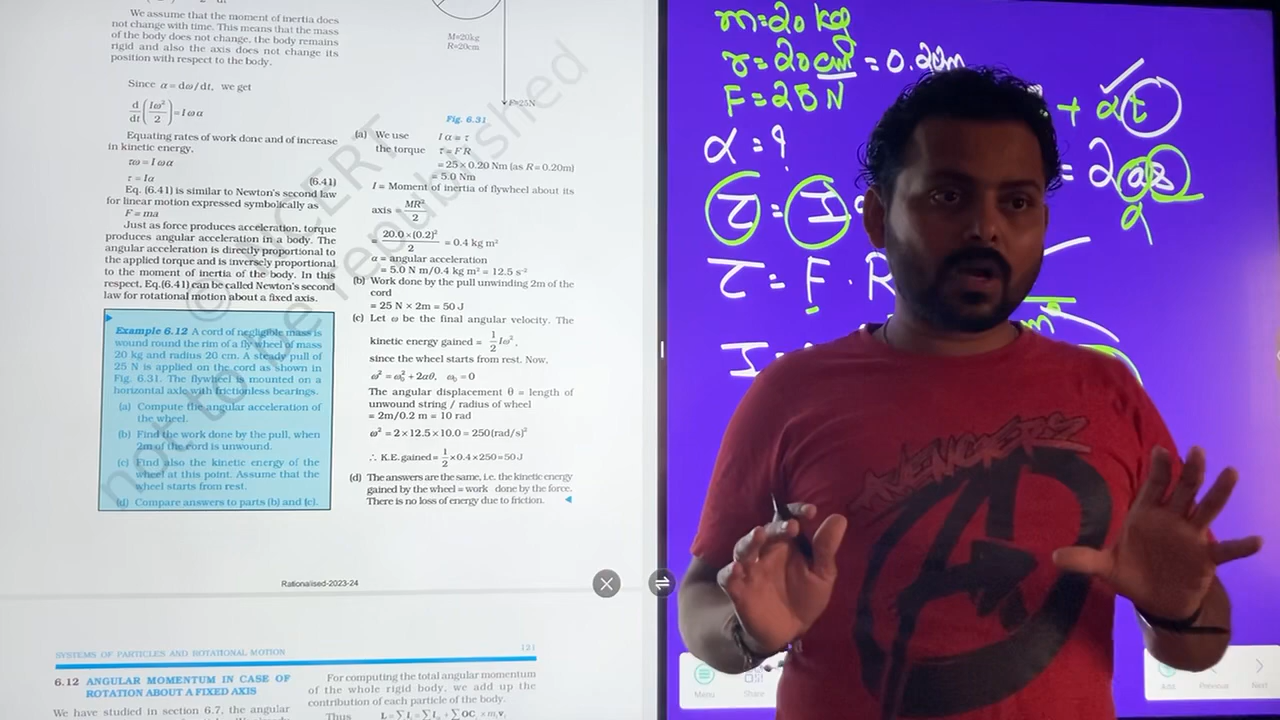 We assume that the moment of inertia does
not change with time. This means that the mass
of the body does not change, the body remains
rigid and also the axis does not change its
position with respect to the body.
Since α = dω/dt, we get
d/dt (Iω²/2) = I ω α
Equating rates of work done and of increase
in kinetic energy,
τω = I ω α
τ = Iα (6.41)
Eq. (6.41) is similar to Newton's second law
for linear motion expressed symbolically as
F = ma
Just as force produces acceleration, torque
produces angular acceleration in a body. The
angular acceleration is directly proportional to
the applied torque and is inversely proportional
to the moment of inertia of the body. In this
respect, Eq.(6.41) can be called Newton's second
law for rotational motion about a fixed axis.
Example 6.12 A cord of negligible mass is
wound round the rim of a fly wheel of mass
20 kg and radius 20 cm. A steady pull of
25 N is applied on the cord as shown in
Fig. 6.31. The flywheel is mounted on a
horizontal axle with frictionless bearings.
(a) Compute the angular acceleration of
the wheel.
(b) Find the work done by the pull, when
2m of the cord is unwound.
(c) Find also the kinetic energy of the
wheel at this point. Assume that the
wheel starts from rest.
(d) Compare answers to parts (b) and (c).
M=20kg
R=20cm
F=25N
Fig. 6.31
(a) We use I α = τ
the torque τ = F R
= 25 × 0.20 Nm (as R = 0.20m)
= 5.0 Nm
I = Moment of inertia of flywheel about its
axis = MR²/2
= 20.0 × (0.2)²/2 = 0.4 kg m²
α = angular acceleration
= 5.0 N m/0.4 kg m² = 12.5 s⁻²
(b) Work done by the pull unwinding 2m of the
cord
= 25 N × 2m = 50 J
(c) Let ω be the final angular velocity. The
kinetic energy gained = 1/2 Iω²,
since the wheel starts from rest. Now,
ω² = ω₀² + 2αθ, ω₀ = 0
The angular displacement θ = length of
unwound string / radius of wheel
= 2m/0.2 m = 10 rad
ω² = 2 × 12.5 × 10.0 = 250 (rad/s)²
∴ K.E. gained = 1/2 × 0.4 × 250 = 50 J
(d) The answers are the same, i.e. the kinetic energy
gained by the wheel = work done by the force.
There is no loss of energy due to friction.
© NCERT
not to be republished
Rationalised-2023-24
SYSTEMS OF PARTICLES AND ROTATIONAL MOTION 121
6.12 ANGULAR MOMENTUM IN CASE OF
ROTATION ABOUT A FIXED AXIS
We have studied in section 6.7, the angular
For computing the total angular momentum
of the whole rigid body, we add up the
contribution of each particle of the body.
Thus
m = 20 kg
r = 20 cm = 0.20m
F = 25 N
α = ?
τ = I
τ = F . R
I =
+ αt
= 2as
α
AVENGERS
Menu
Share
Add
Previous
Next